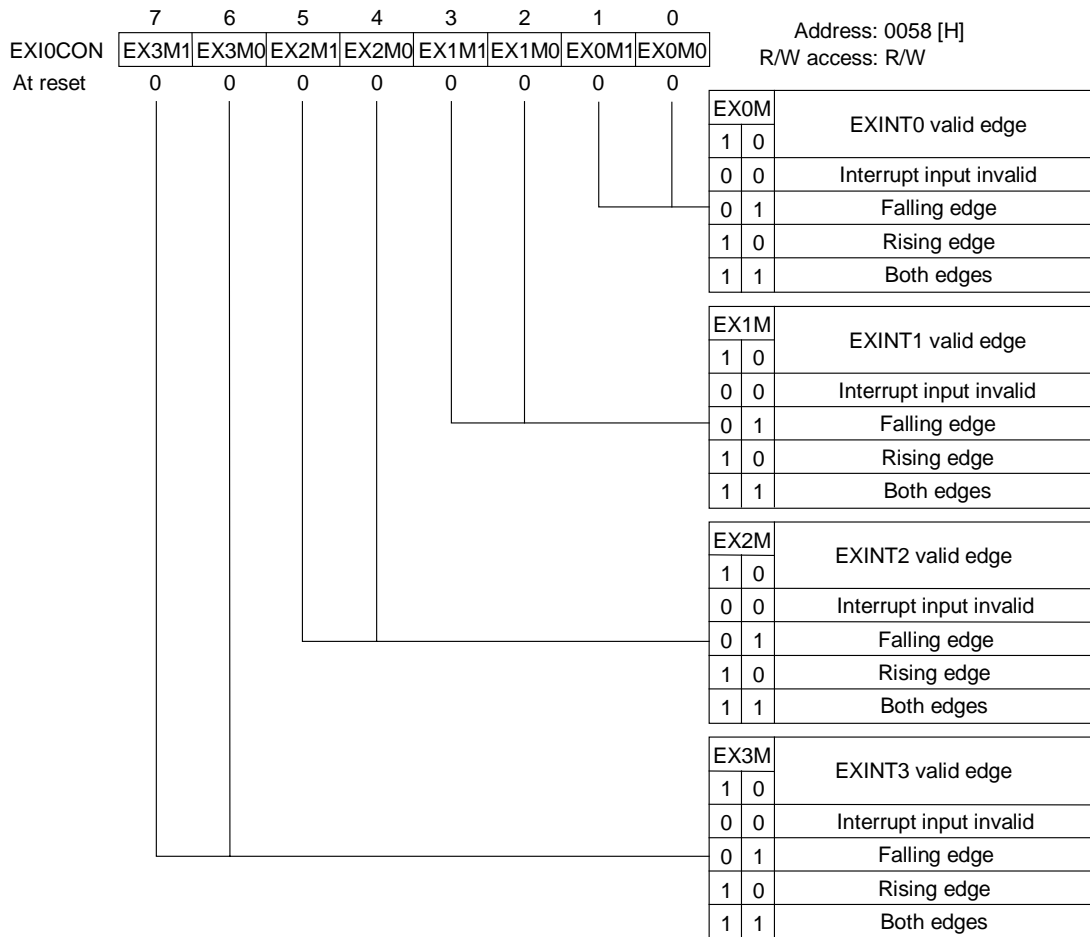 7 6 5 4 3 2 1 0
EXI0CON EX3M1 EX3M0 EX2M1 EX2M0 EX1M1 EX1M0 EX0M1 EX0M0
At reset 0 0 0 0 0 0 0 0
Address: 0058 [H]
R/W access: R/W
EX0M EXINT0 valid edge
1 0
0 0 Interrupt input invalid
0 1 Falling edge
1 0 Rising edge
1 1 Both edges
EX1M EXINT1 valid edge
1 0
0 0 Interrupt input invalid
0 1 Falling edge
1 0 Rising edge
1 1 Both edges
EX2M EXINT2 valid edge
1 0
0 0 Interrupt input invalid
0 1 Falling edge
1 0 Rising edge
1 1 Both edges
EX3M EXINT3 valid edge
1 0
0 0 Interrupt input invalid
0 1 Falling edge
1 0 Rising edge
1 1 Both edges